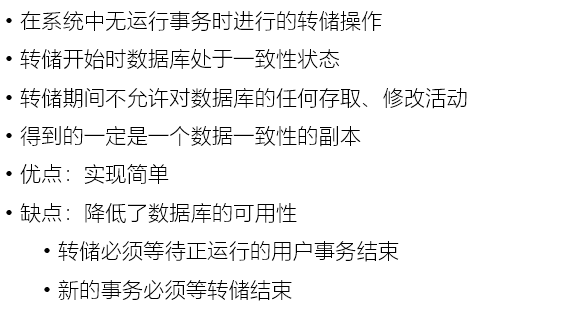 • 在系统中无运行事务时进行的转储操作
• 转储开始时数据库处于一致性状态
• 转储期间不允许对数据库的任何存取、修改活动
• 得到的一定是一个数据一致性的副本
• 优点：实现简单
• 缺点：降低了数据库的可用性
• 转储必须等待正运行的用户事务结束
• 新的事务必须等转储结束